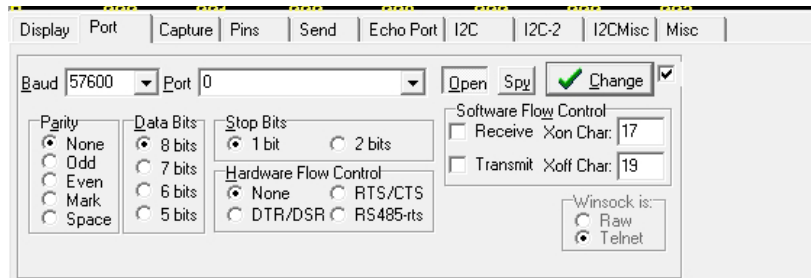 Display Port Capture Pins Send Echo Port I2C I2C-2 I2CMisc Misc
Baud 57600 Port 0 Open Spy Change
Parity
None
Odd
Even
Mark
Space
Data Bits
8 bits
7 bits
6 bits
5 bits
Stop Bits
1 bit 2 bits
Hardware Flow Control
None RTS/CTS
DTR/DSR RS485-rts
Software Flow Control
Receive Xon Char: 17
Transmit Xoff Char: 19
Winsock is:
Raw
Telnet